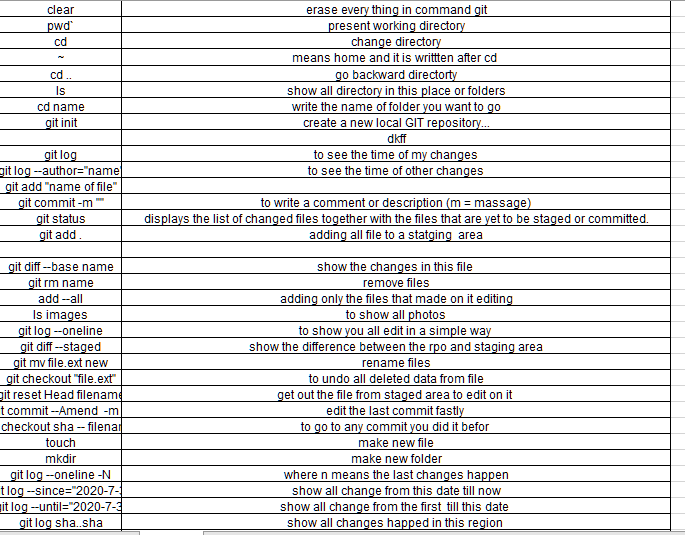 clear erase every thing in command git
pwd` present working directory
cd change directory
~ means home and it is writtten after cd
cd .. go backward directorty
ls show all directory in this place or folders
cd name write the name of folder you want to go
git init create a new local GIT repository...
dkff
git log to see the time of my changes
git log --author="name" to see the time of other changes
git add "name of file"
git commit -m "" to write a comment or description (m = massage)
git status displays the list of changed files together with the files that are yet to be staged or committed.
git add . adding all file to a statging area
git diff --base name show the changes in this file
git rm name remove files
add --all adding only the files that made on it editing
ls images to show all photos
git log --oneline to show you all edit in a simple way
git diff --staged show the difference between the rpo and staging area
git mv file.ext new rename files
git checkout "file.ext" to undo all deleted data from file
git reset Head filename get out the file from staged area to edit on it
t commit --Amend -m edit the last commit fastly
checkout sha -- filenar to go to any commit you did it befor
touch make new file
mkdir make new folder
git log --oneline -N where n means the last changes happen
t log --since="2020-7- show all change from this date till now
it log --until="2020-7-3 show all change from the first till this date
git log sha..sha show all changes happed in this region